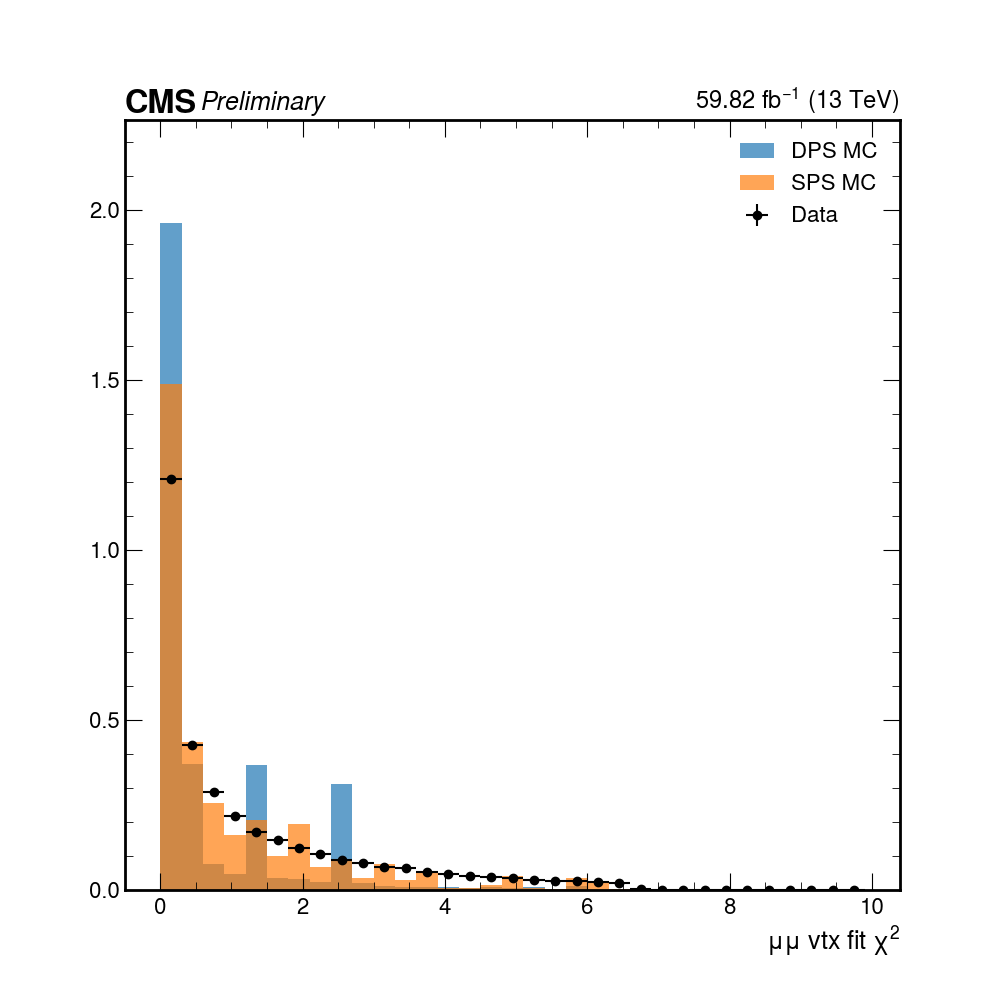 CMS Preliminary 59.82 fb⁻¹ (13 TeV)
DPS MC
SPS MC
Data
2.0
1.5
1.0
0.5
0.0
0 2 4 6 8 10
μμ vtx fit χ²